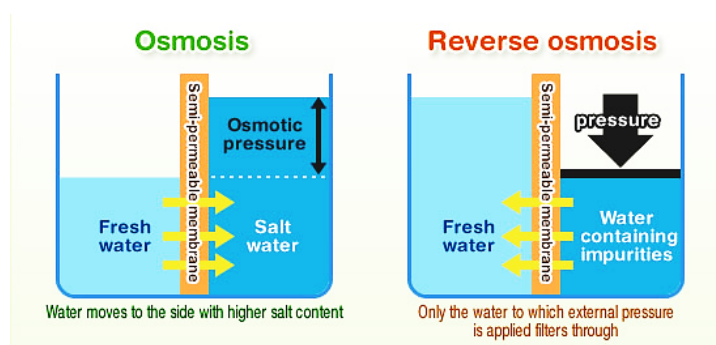 Osmosis
Semi-permeable membrane
Osmotic
pressure
Fresh
water
Salt
water
Water moves to the side with higher salt content
Reverse osmosis
Semi-permeable membrane
pressure
Fresh
water
Water
containing
impurities
Only the water to which external pressure
is applied filters through